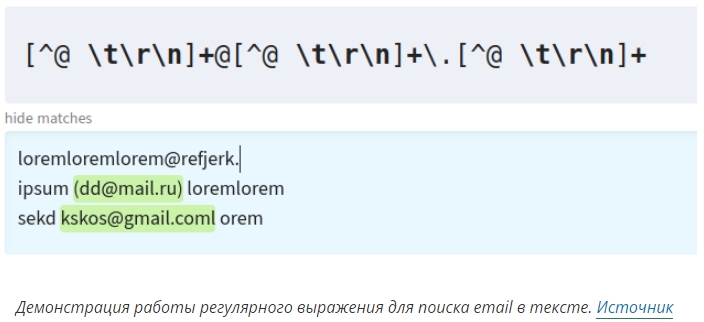 [^@ \t\r\n]+@[^@ \t\r\n]+\.[^@ \t\r\n]+
hide matches
loremloremlorem@refjerk.
ipsum (dd@mail.ru) loremlorem
sekd kskos@gmail.coml orem
Демонстрация работы регулярного выражения для поиска email в тексте. Источник